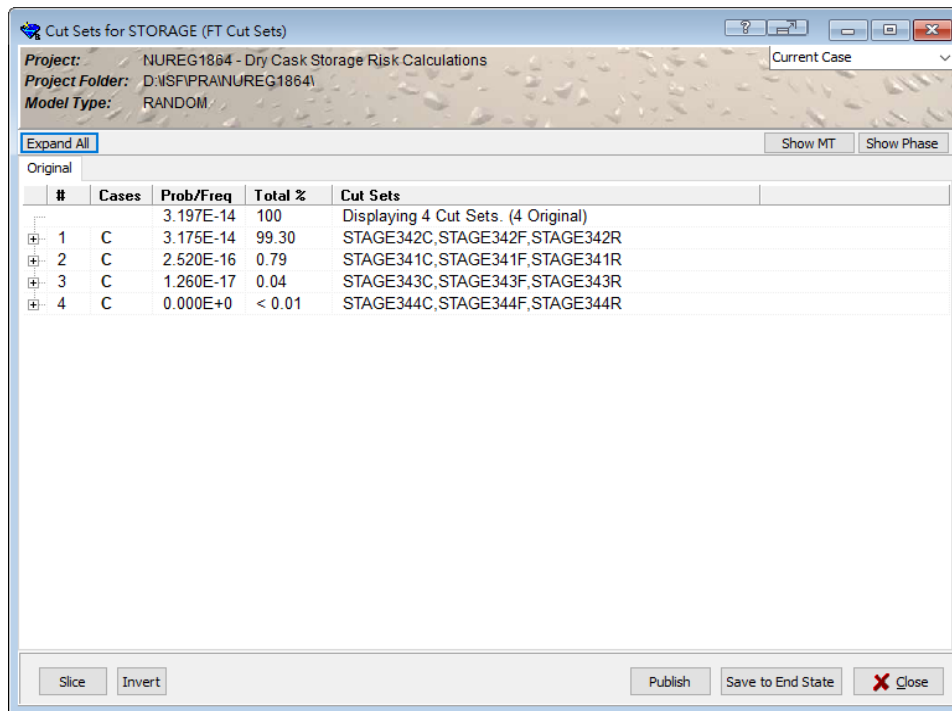 Cut Sets for STORAGE (FT Cut Sets)
Project: NUREG1864 - Dry Cask Storage Risk Calculations
Current Case
Project Folder: D:\ISF\PRA\NUREG1864\
Model Type: RANDOM
Expand All Show MT Show Phase
Original
# Cases Prob/Freq Total % Cut Sets
3.197E-14 100 Displaying 4 Cut Sets. (4 Original)
1 C 3.175E-14 99.30 STAGE342C,STAGE342F,STAGE342R
2 C 2.520E-16 0.79 STAGE341C,STAGE341F,STAGE341R
3 C 1.260E-17 0.04 STAGE343C,STAGE343F,STAGE343R
4 C 0.000E+0 < 0.01 STAGE344C,STAGE344F,STAGE344R
Slice Invert Publish Save to End State Close